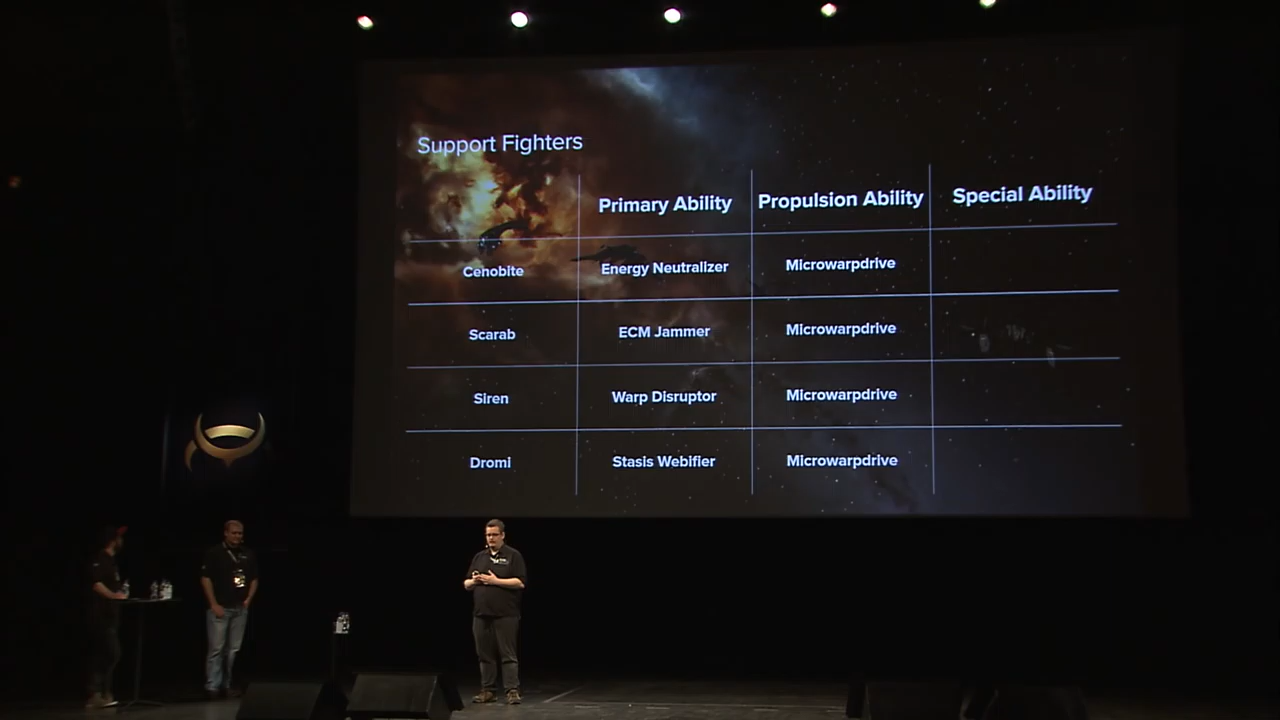 Support Fighters
Primary Ability Propulsion Ability Special Ability
Cenobite Energy Neutralizer Microwarpdrive
Scarab ECM Jammer Microwarpdrive
Siren Warp Disruptor Microwarpdrive
Dromi Stasis Webifier Microwarpdrive